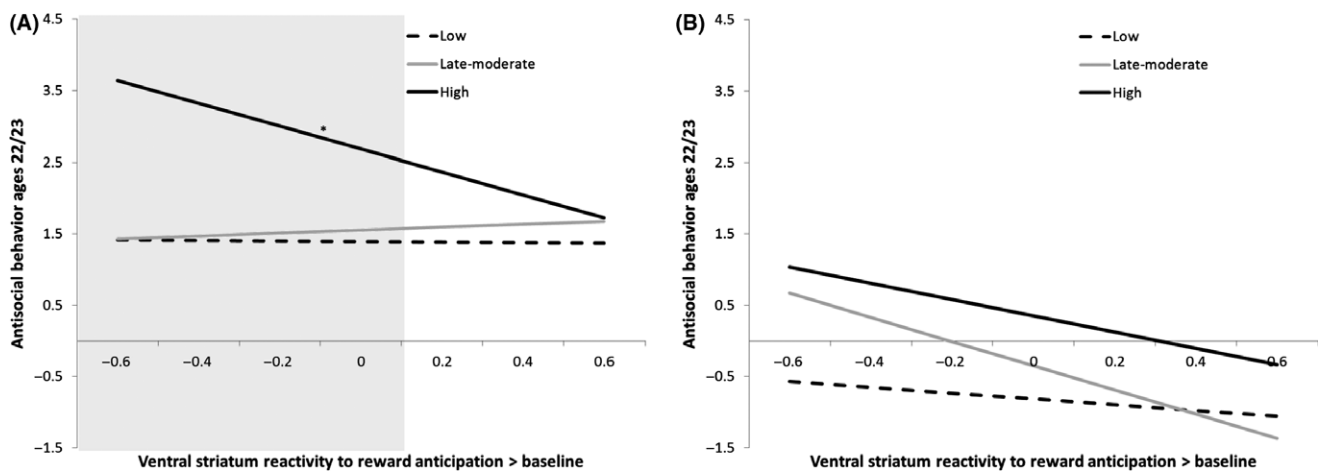 (A)
4.5
3.5
2.5
1.5
0.5
−0.5
−1.5
Antisocial behavior ages 22/23
Low
Late-moderate
High
*
−0.6 −0.4 −0.2 0 0.2 0.4 0.6
Ventral striatum reactivity to reward anticipation > baseline
(B)
4.5
3.5
2.5
1.5
0.5
−0.5
−1.5
Antisocial behavior ages 22/23
Low
Late-moderate
High
−0.6 −0.4 −0.2 0 0.2 0.4 0.6
Ventral striatum reactivity to reward anticipation > baseline